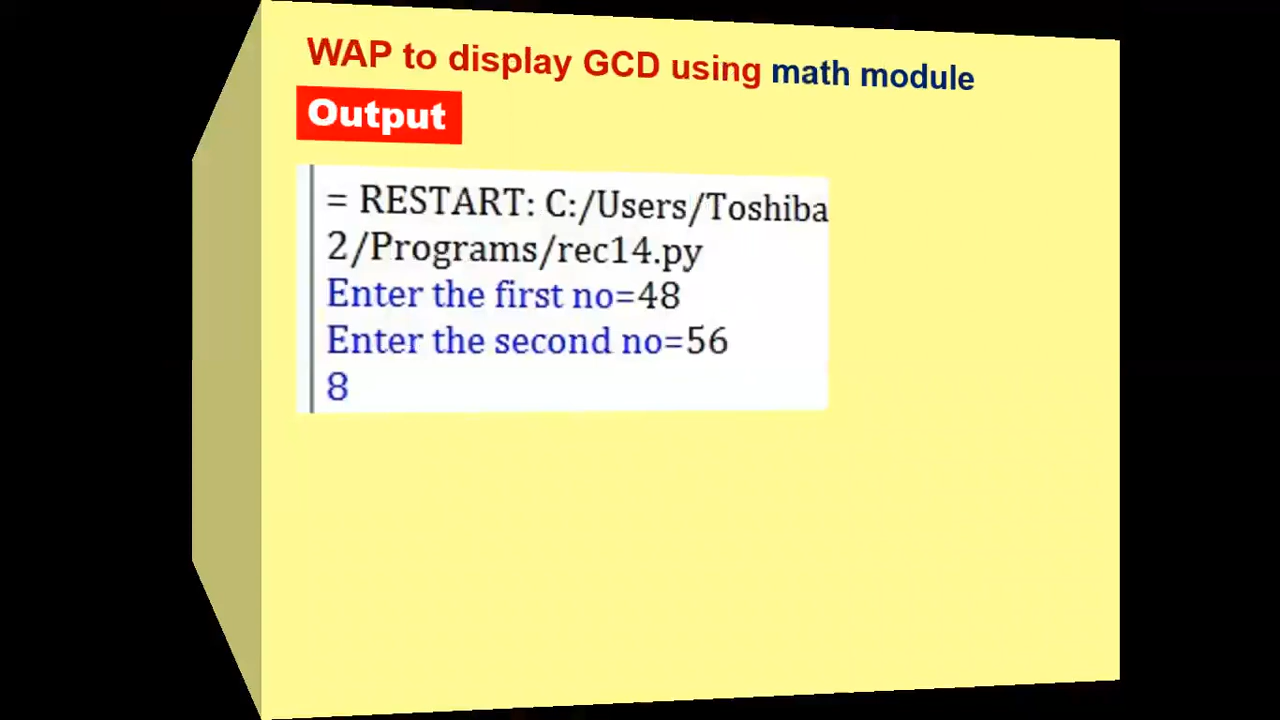 WAP to display GCD using math module
Output
= RESTART: C:/Users/Toshiba
2/Programs/rec14.py
Enter the first no=48
Enter the second no=56
8